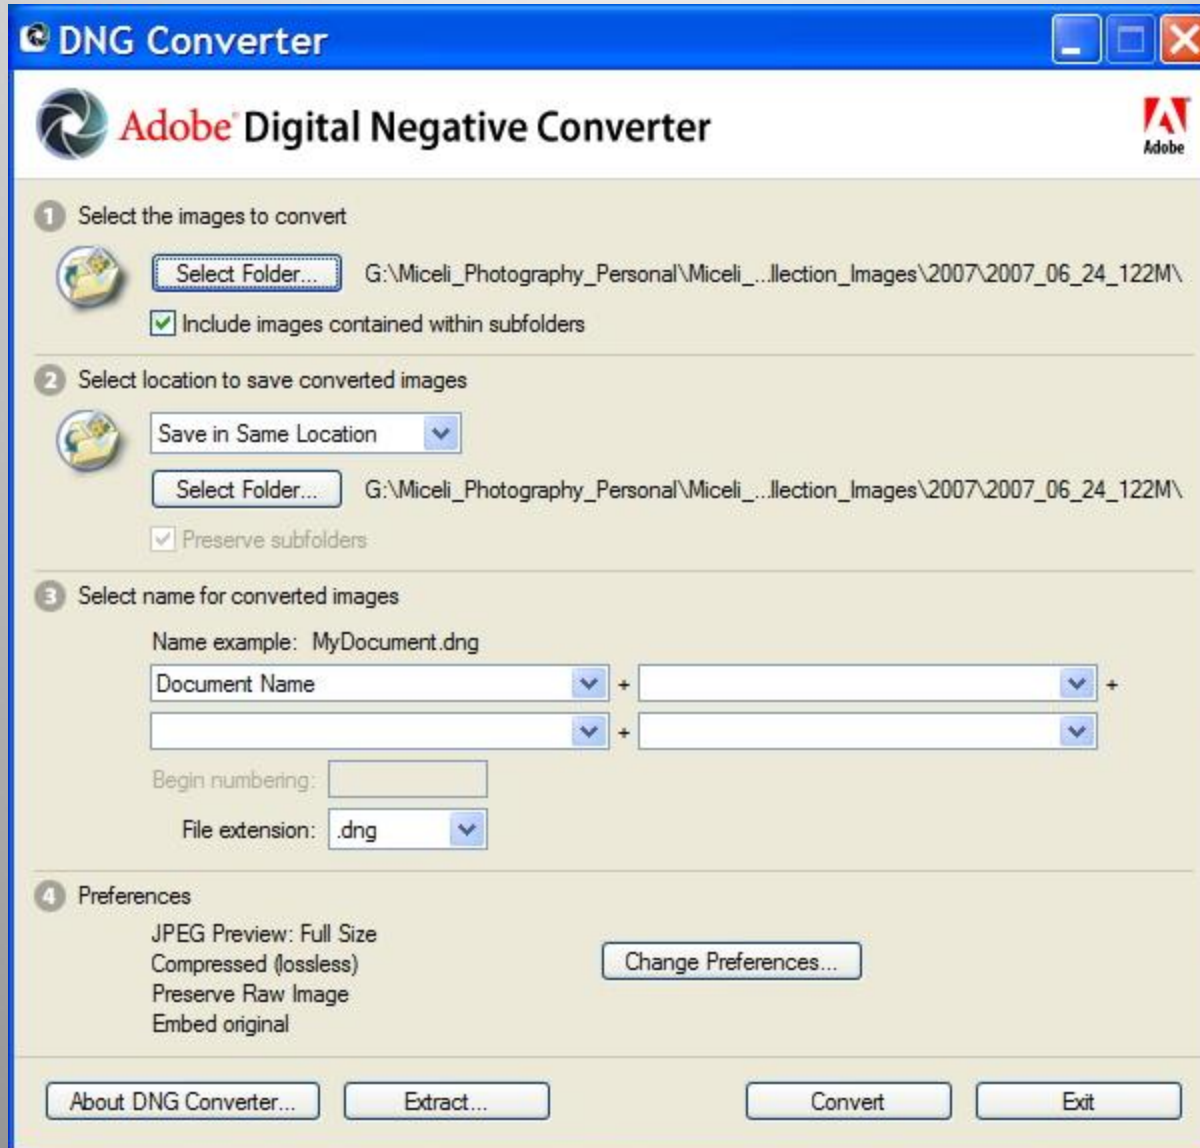 DNG Converter
Adobe® Digital Negative Converter
Adobe
1 Select the images to convert
Select Folder... G:\Miceli_Photography_Personal\Miceli_...llection_Images\2007\2007_06_24_122M\
Include images contained within subfolders
2 Select location to save converted images
Save in Same Location
Select Folder... G:\Miceli_Photography_Personal\Miceli_...llection_Images\2007\2007_06_24_122M\
Preserve subfolders
3 Select name for converted images
Name example: MyDocument.dng
Document Name + +
+
Begin numbering:
File extension: .dng
4 Preferences
JPEG Preview: Full Size
Compressed (lossless)
Change Preferences...
Preserve Raw Image
Embed original
About DNG Converter... Extract... Convert Exit